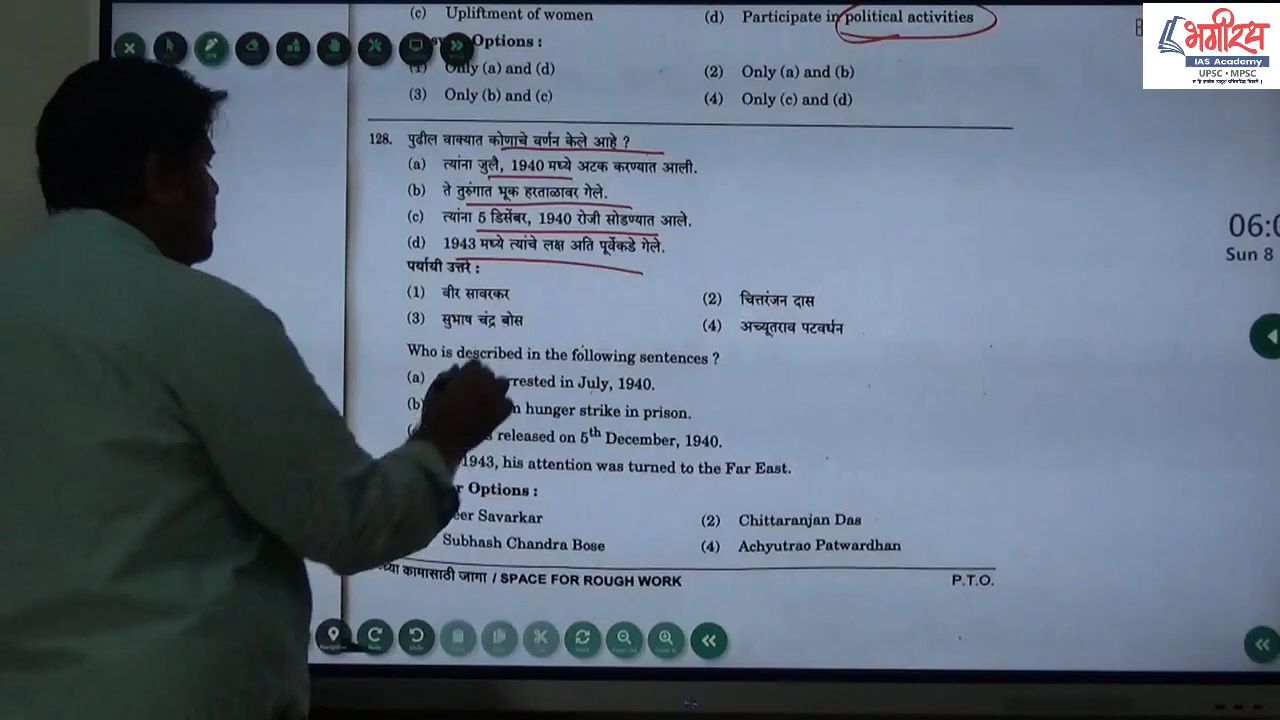 (c) Upliftment of women (d) Participate in political activities
Options :
(1) Only (a) and (d) (2) Only (a) and (b)
(3) Only (b) and (c) (4) Only (c) and (d)
128. पुढील वाक्यात कोणाचे वर्णन केले आहे ?
(a) त्यांना जुलै, 1940 मध्ये अटक करण्यात आली.
(b) ते तुरुंगात भूक हरताळावर गेले.
(c) त्यांना 5 डिसेंबर, 1940 रोजी सोडण्यात आले.
(d) 1943 मध्ये त्यांचे लक्ष अति पूर्वेकडे गेले.
पर्यायी उत्तरे :
(1) वीर सावरकर (2) चित्तरंजन दास
(3) सुभाष चंद्र बोस (4) अच्यूतराव पटवर्धन
Who is described in the following sentences ?
(a) rrested in July, 1940.
(b) n hunger strike in prison.
s released on 5th December, 1940.
1943, his attention was turned to the Far East.
r Options :
eer Savarkar (2) Chittaranjan Das
Subhash Chandra Bose (4) Achyutrao Patwardhan
च्या कामासाठी जागा / SPACE FOR ROUGH WORK P.T.O.
06:0
Sun 8
भगीरथ
IAS Academy
UPSC • MPSC